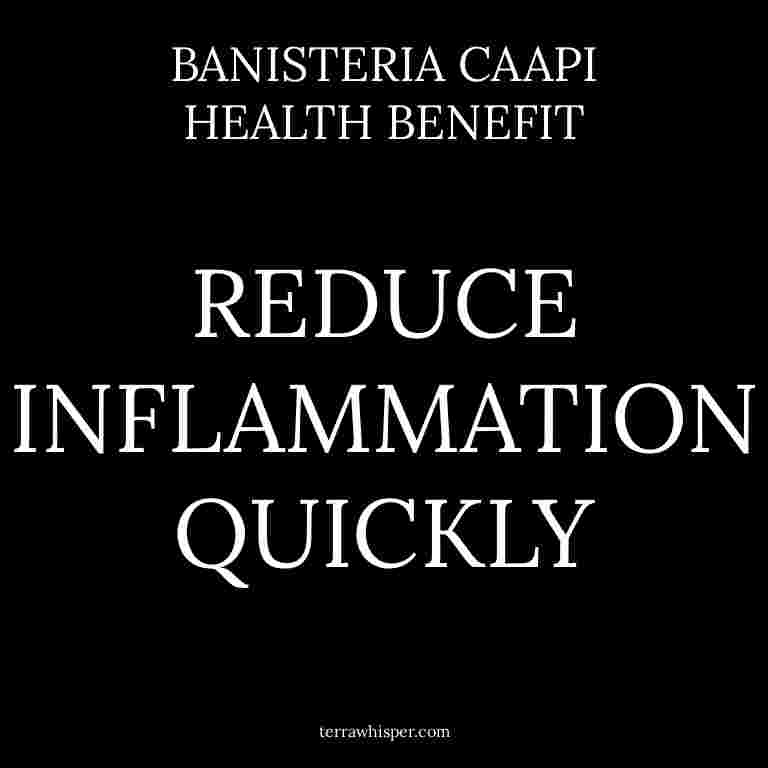 BANISTERIA CAAPI
HEALTH BENEFIT
REDUCE
INFLAMMATION
QUICKLY
terrawhisper.com